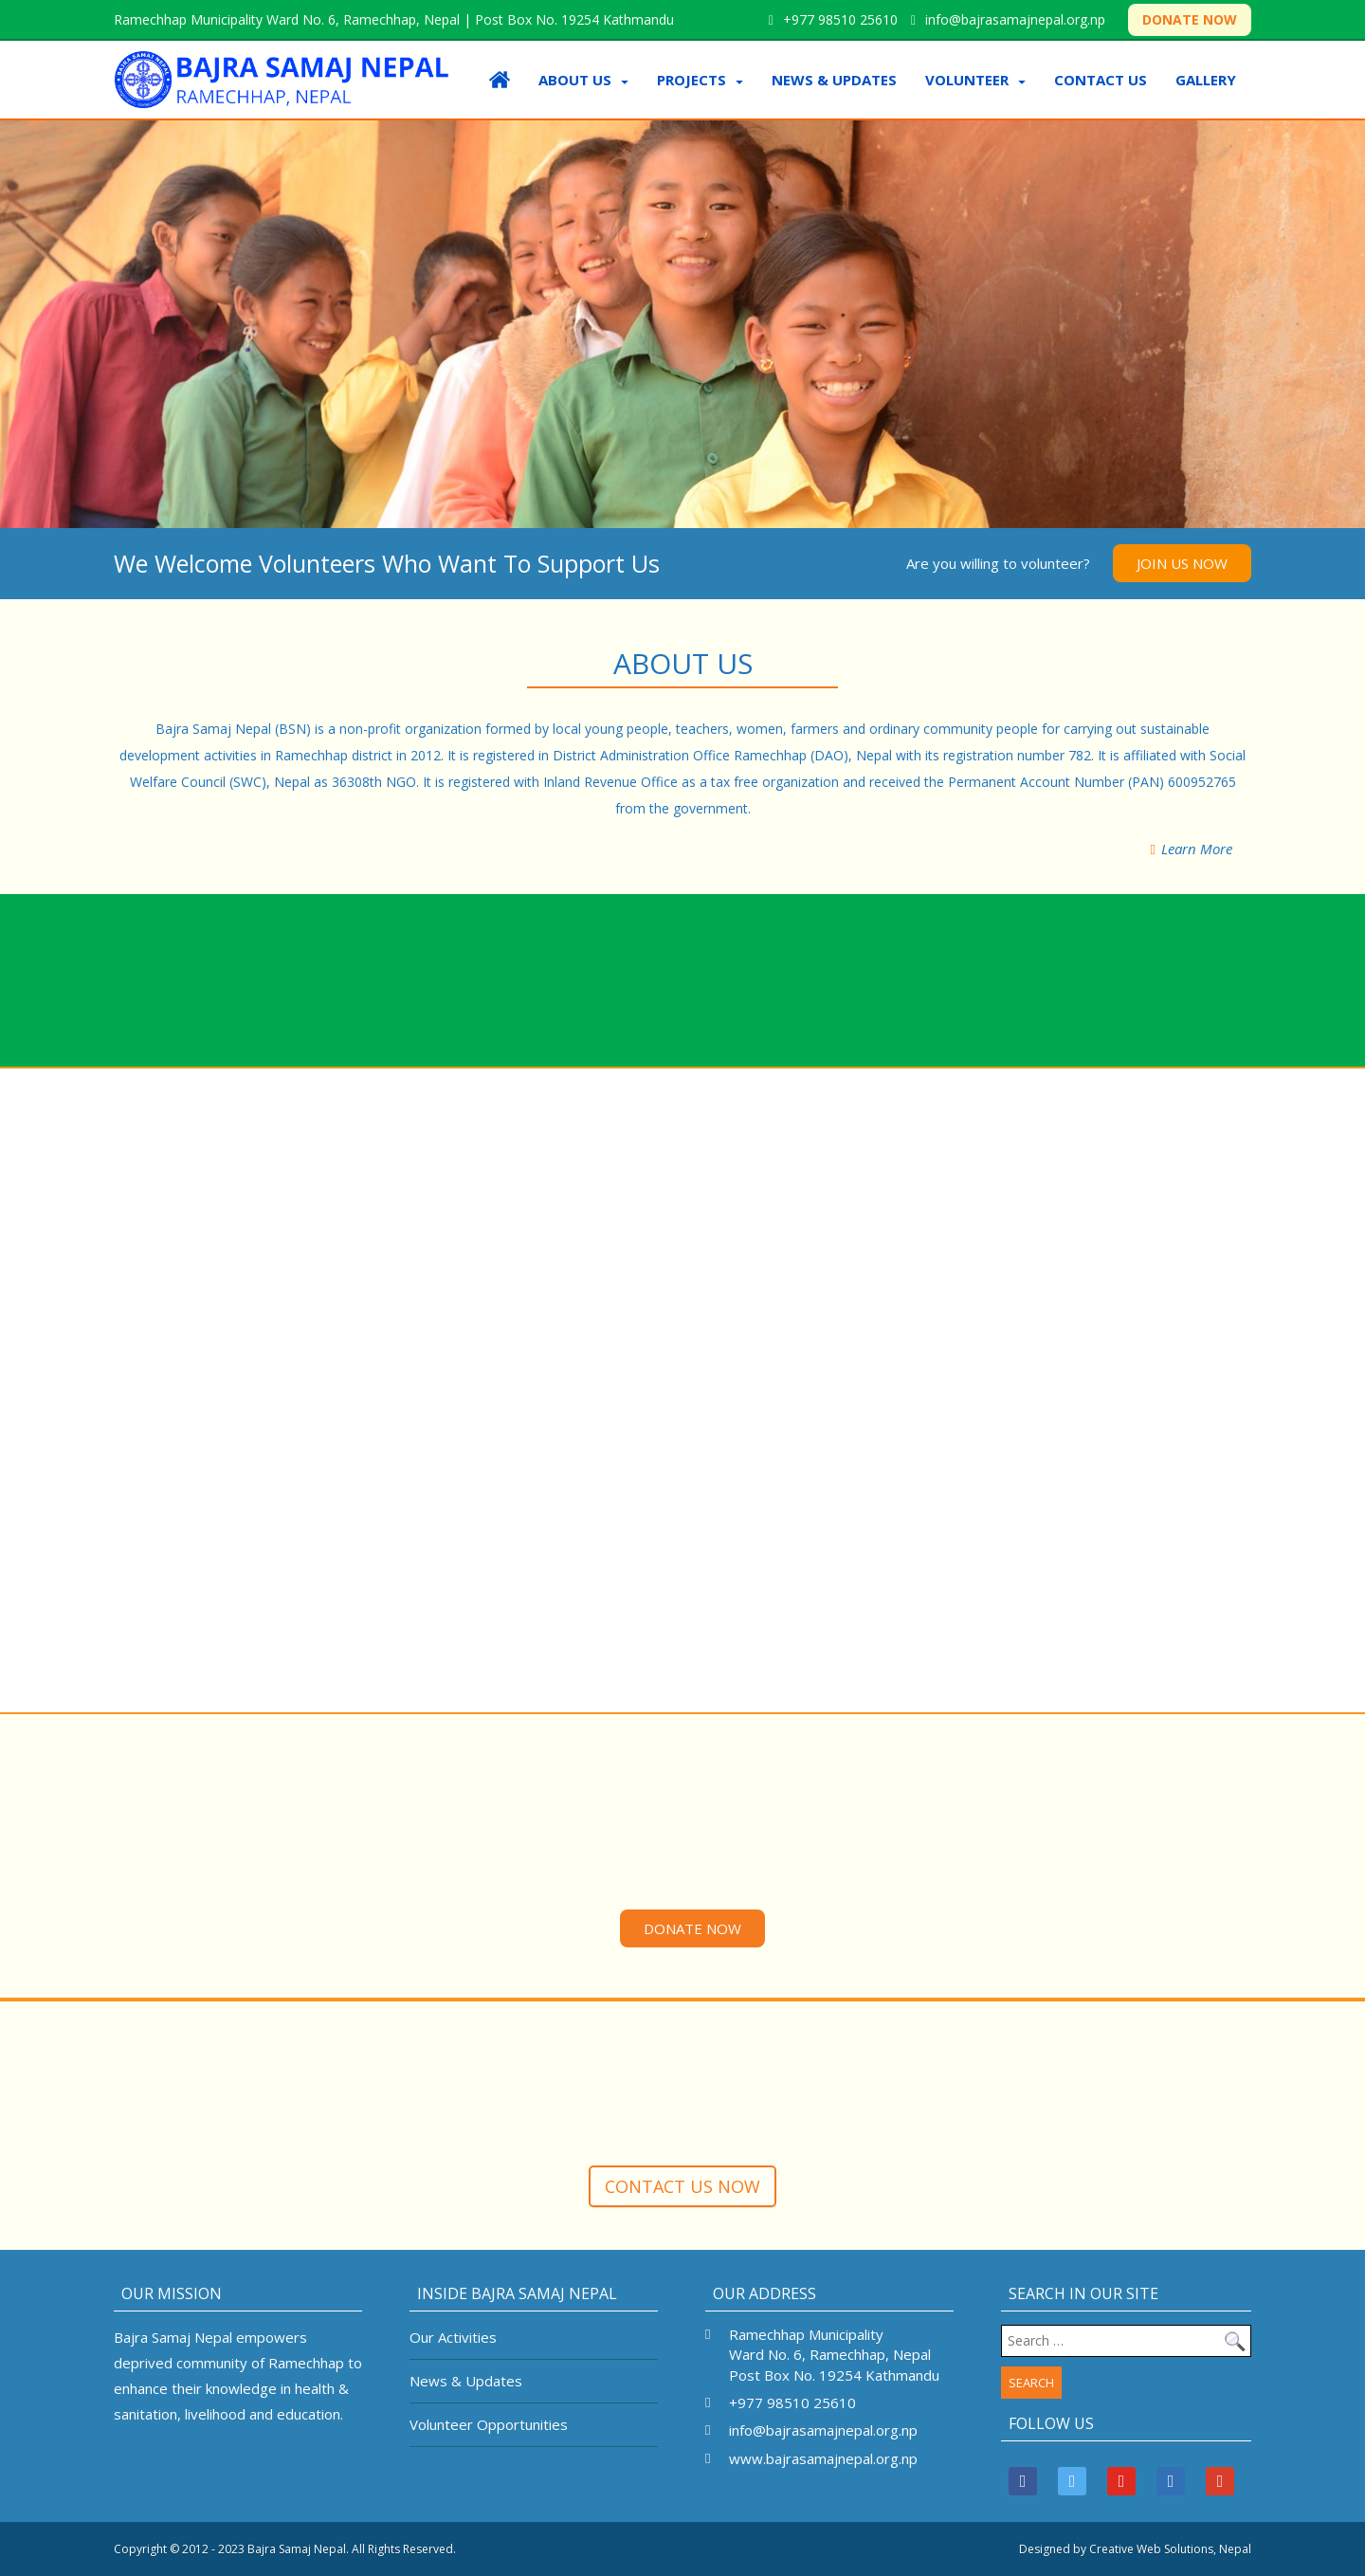 Ramechhap Municipality Ward No. 6, Ramechhap, Nepal | Post Box No. 19254 Kathmandu
+977 98510 25610
info@bajrasamajnepal.org.np
DONATE NOW
BAJRA SAMAJ NEPAL
RAMECHHAP, NEPAL
ABOUT US
PROJECTS
NEWS & UPDATES
VOLUNTEER
CONTACT US
GALLERY
We Welcome Volunteers Who Want To Support Us
Are you willing to volunteer?
JOIN US NOW
ABOUT US
Bajra Samaj Nepal (BSN) is a non-profit organization formed by local young people, teachers, women, farmers and ordinary community people for carrying out sustainable
development activities in Ramechhap district in 2012. It is registered in District Administration Office Ramechhap (DAO), Nepal with its registration number 782. It is affiliated with Social
Welfare Council (SWC), Nepal as 36308th NGO. It is registered with Inland Revenue Office as a tax free organization and received the Permanent Account Number (PAN) 600952765
from the government.
Learn More
DONATE NOW
CONTACT US NOW
OUR MISSION
Bajra Samaj Nepal empowers
deprived community of Ramechhap to
enhance their knowledge in health &
sanitation, livelihood and education.
INSIDE BAJRA SAMAJ NEPAL
Our Activities
News & Updates
Volunteer Opportunities
OUR ADDRESS
Ramechhap Municipality
Ward No. 6, Ramechhap, Nepal
Post Box No. 19254 Kathmandu
+977 98510 25610
info@bajrasamajnepal.org.np
www.bajrasamajnepal.org.np
SEARCH IN OUR SITE
Search …
SEARCH
FOLLOW US
Copyright © 2012 - 2023 Bajra Samaj Nepal. All Rights Reserved.
Designed by Creative Web Solutions, Nepal